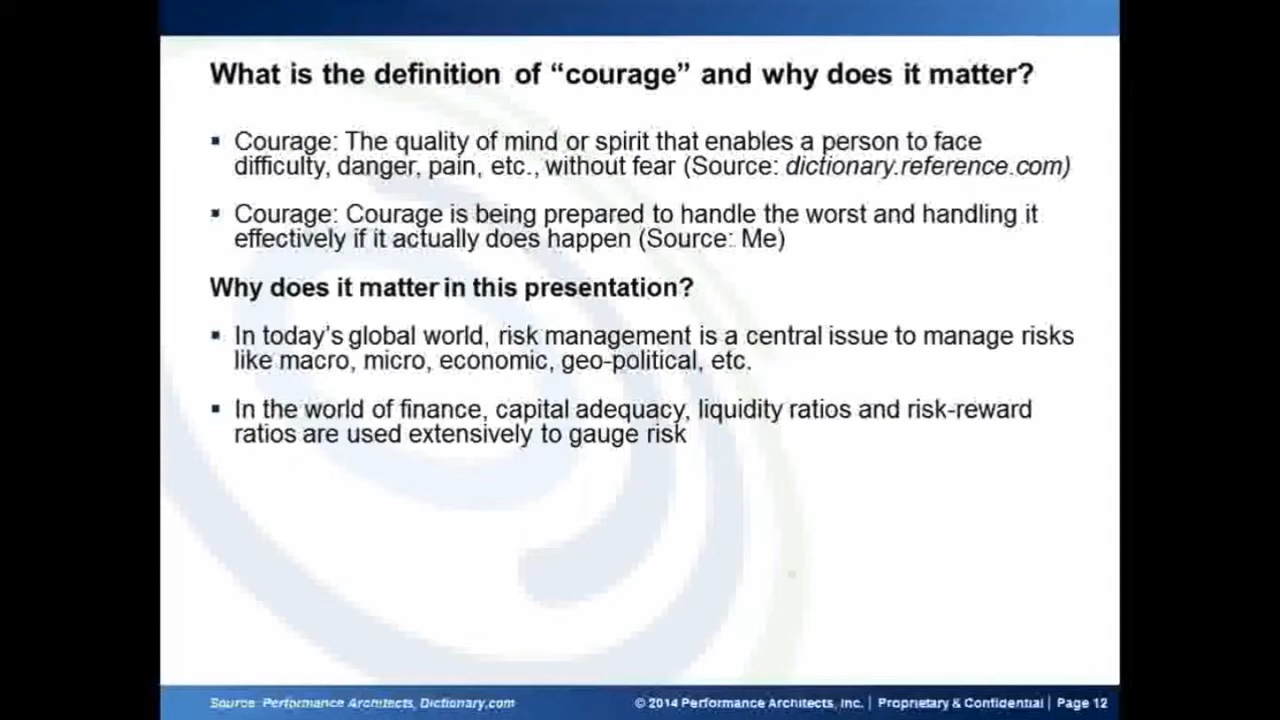 What is the definition of “courage” and why does it matter?
▪ Courage: The quality of mind or spirit that enables a person to face
difficulty, danger, pain, etc., without fear (Source: dictionary.reference.com)
▪ Courage: Courage is being prepared to handle the worst and handling it
effectively if it actually does happen (Source: Me)
Why does it matter in this presentation?
▪ In today’s global world, risk management is a central issue to manage risks
like macro, micro, economic, geo-political, etc.
▪ In the world of finance, capital adequacy, liquidity ratios and risk-reward
ratios are used extensively to gauge risk
Source: Performance Architects, Dictionary.com
© 2014 Performance Architects, Inc. | Proprietary & Confidential | Page 12